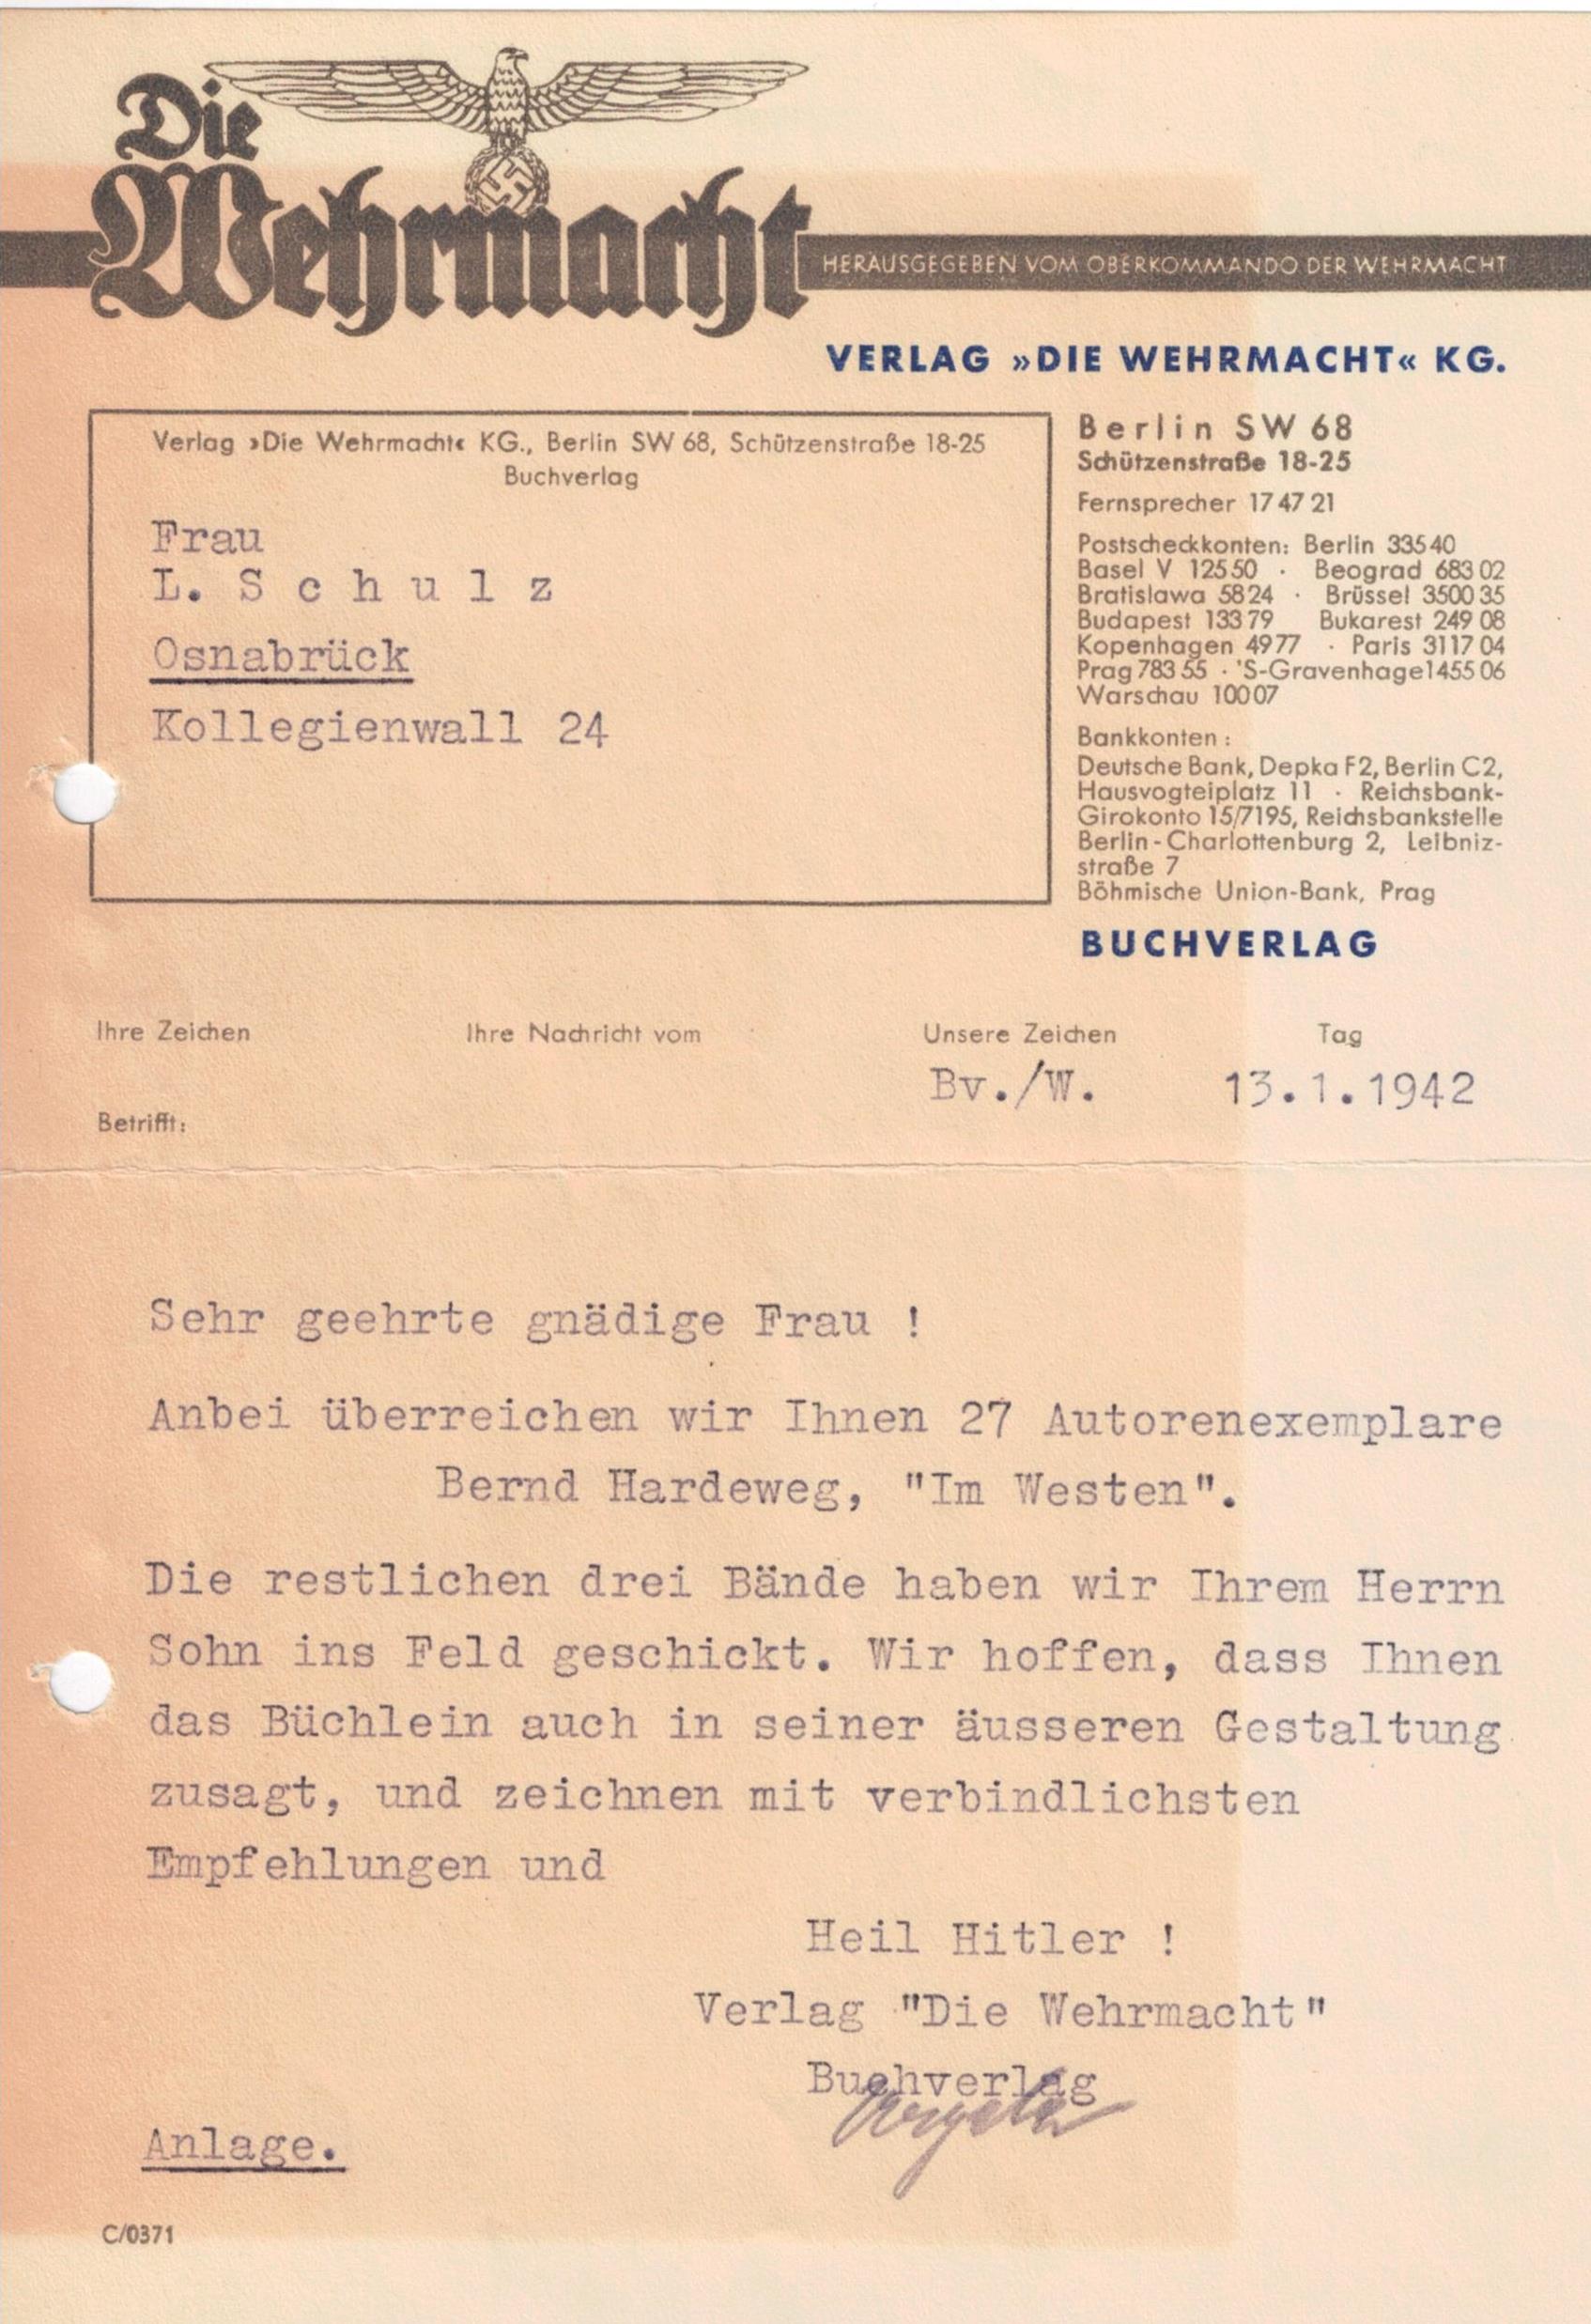 Die
Wehrmacht
HERAUSGEGEBEN VOM OBERKOMMANDO DER WEHRMACHT
VERLAG »DIE WEHRMACHT« KG.
Verlag ›Die Wehrmacht‹ KG., Berlin SW 68, Schützenstraße 18-25
Buchverlag
Frau
L. S c h u l z
Osnabrück
Kollegienwall 24
Berlin SW 68
Schützenstraße 18-25
Fernsprecher 17 47 21
Postscheckkonten: Berlin 335 40
Basel V 125 50 · Beograd 683 02
Bratislawa 58 24 · Brüssel 3500 35
Budapest 133 79 Bukarest 249 08
Kopenhagen 49 77 · Paris 3117 04
Prag 783 55 · 'S-Gravenhage 1455 06
Warschau 100 07
Bankkonten:
Deutsche Bank, Depka F2, Berlin C2,
Hausvogteiplatz 11 · Reichsbank-
Girokonto 15/7195, Reichsbankstelle
Berlin-Charlottenburg 2, Leibniz-
straße 7
Böhmische Union-Bank, Prag
BUCHVERLAG
Ihre Zeichen Ihre Nachricht vom Unsere Zeichen Tag
Bv./W. 13.1.1942
Betrifft:
Sehr geehrte gnädige Frau !
Anbei überreichen wir Ihnen 27 Autorenexemplare
Bernd Hardeweg, "Im Westen".
Die restlichen drei Bände haben wir Ihrem Herrn
Sohn ins Feld geschickt. Wir hoffen, dass Ihnen
das Büchlein auch in seiner äusseren Gestaltung
zusagt, und zeichnen mit verbindlichsten
Empfehlungen und
Heil Hitler !
Verlag "Die Wehrmacht"
Buchverlag
Anlage.
C/0371